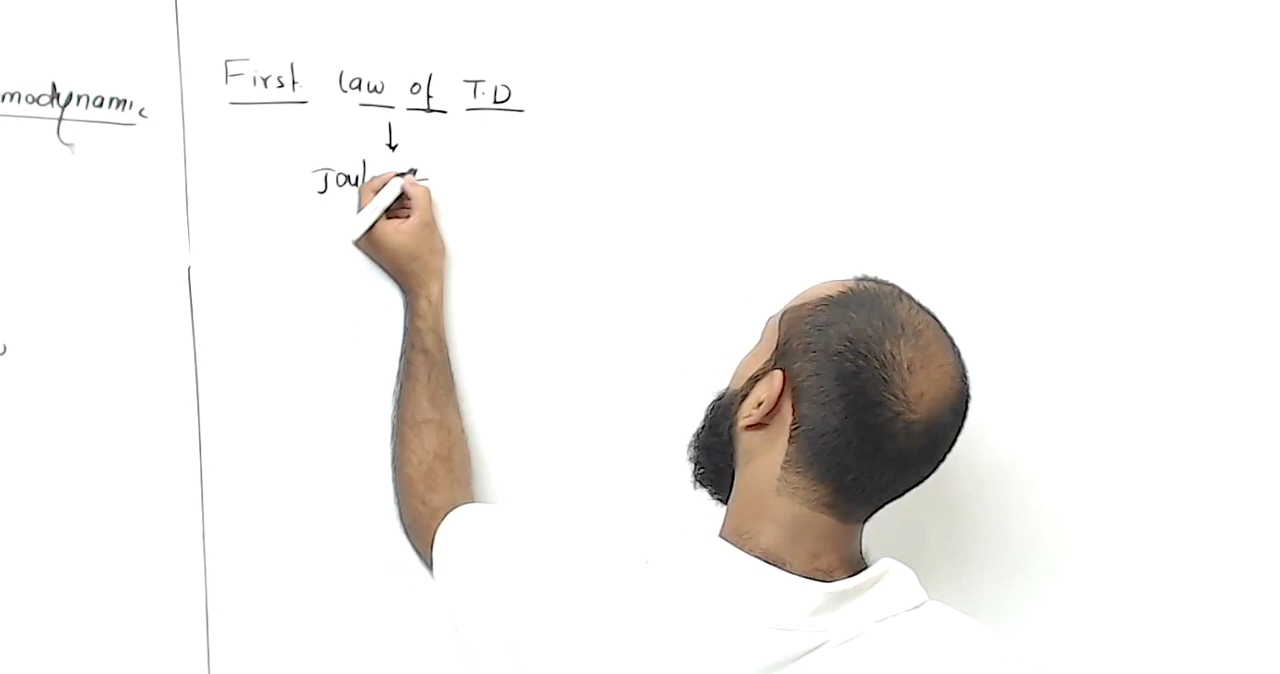 modynamic
First law of T.D
↓
Joul